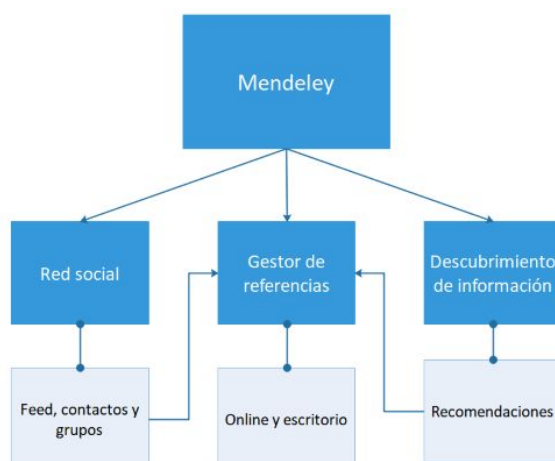 Mendeley
Red social
Gestor de
referencias
Descubrimiento
de información
Feed, contactos y
grupos
Online y escritorio
Recomendaciones